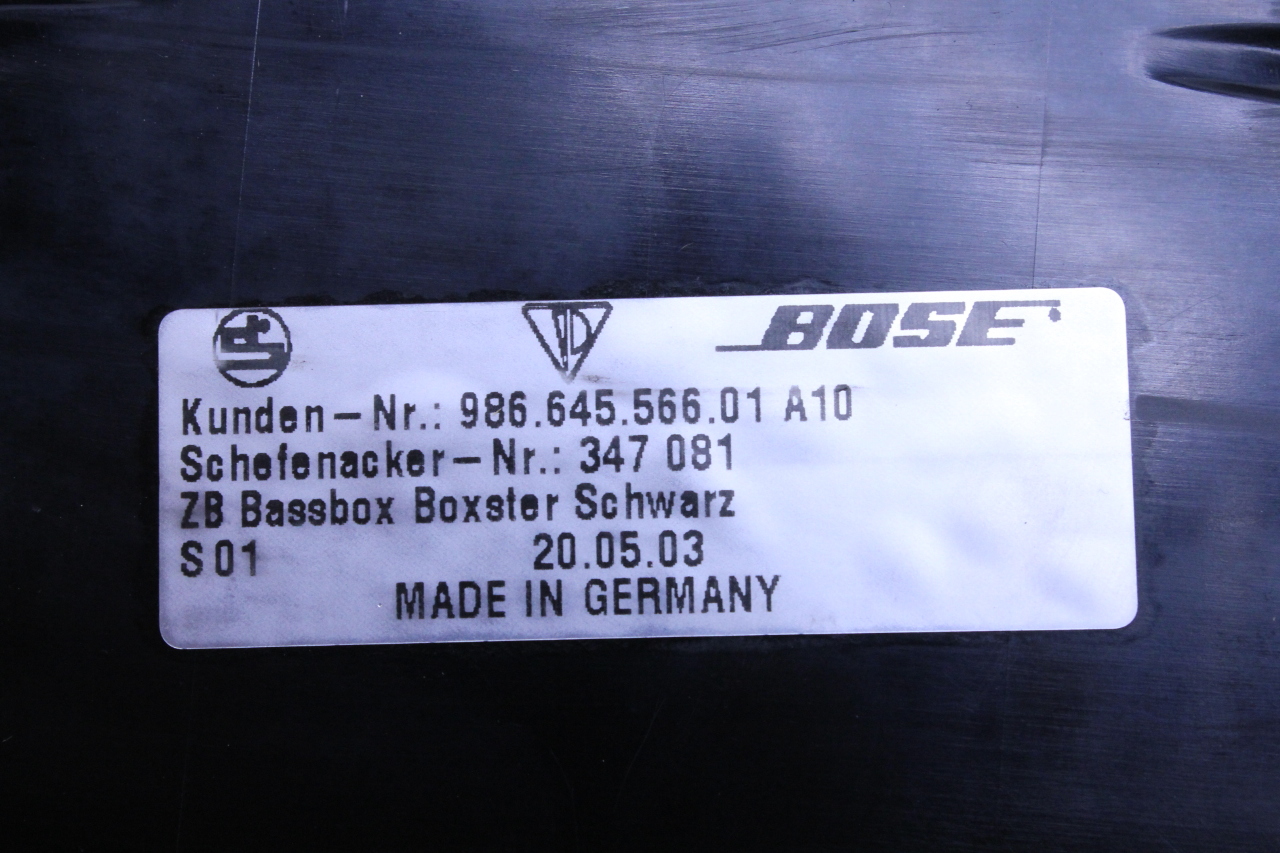 BOSE
Kunden-Nr.: 986.645.566.01 A10
Schefenacker-Nr.: 347 081
ZB Bassbox Boxster Schwarz
S 01 20.05.03
MADE IN GERMANY